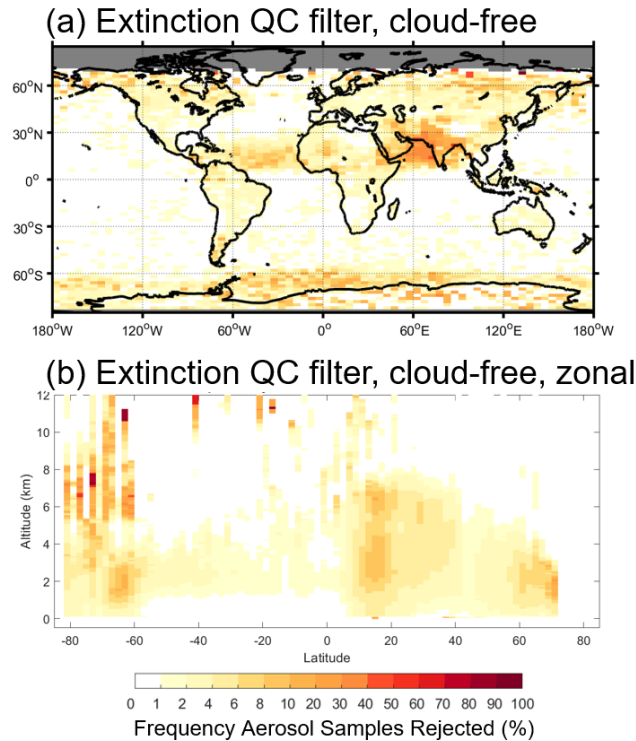 (a) Extinction QC filter, cloud-free
60°N
30°N
0°
30°S
60°S
180°W 120°W 60°W 0° 60°E 120°E 180°W
(b) Extinction QC filter, cloud-free, zonal
12
10
8
6
4
2
0
Altitude (km)
-80 -60 -40 -20 0 20 40 60 80
Latitude
0 1 2 3 4 5 10 20 30 40 50 60 70 80 90 100
Frequency Aerosol Samples Rejected (%)